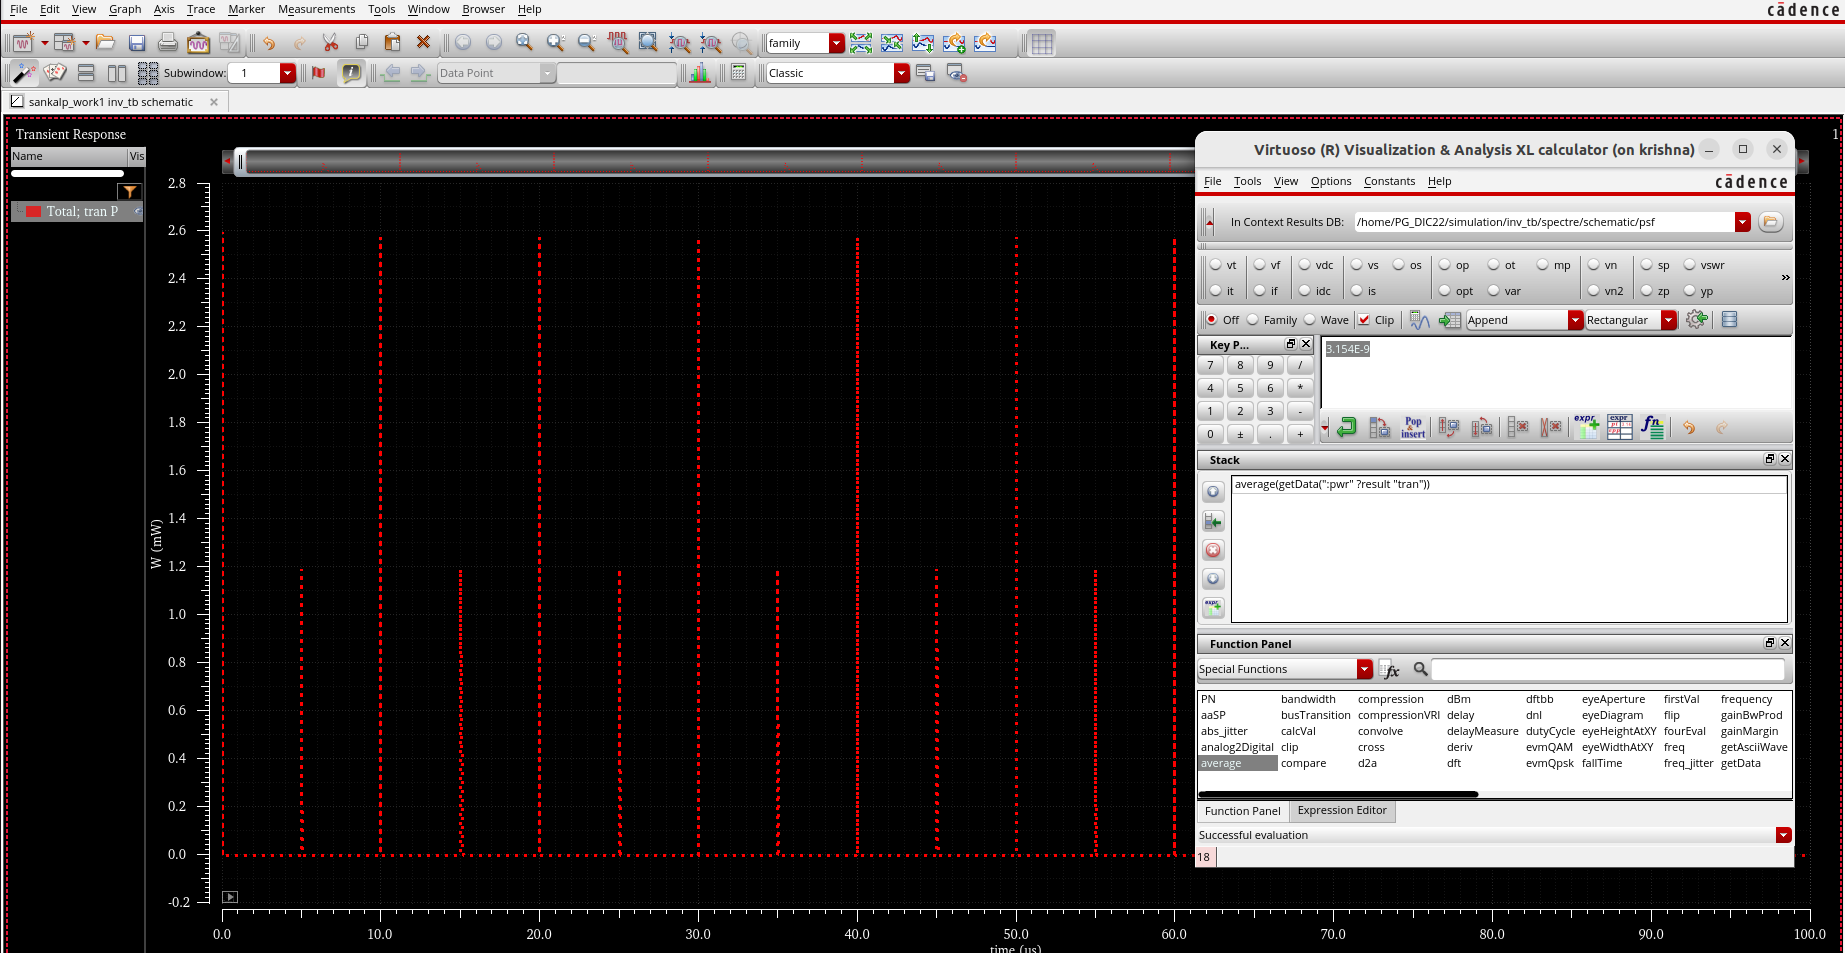 File Edit View Graph Axis Trace Marker Measurements Tools Window Browser Help
cādence
family
Subwindow: 1
Data Point
Classic
sankalp_work1 inv_tb schematic
Transient Response
1
Name Vis
Total; tran P
2.8
2.6
2.4
2.2
2.0
1.8
1.6
1.4
1.2
1.0
0.8
0.6
0.4
0.2
0.0
-0.2
W (mW)
0.0 10.0 20.0 30.0 40.0 50.0 60.0 70.0 80.0 90.0 100.0
time (us)
Virtuoso (R) Visualization & Analysis XL calculator (on krishna)
File Tools View Options Constants Help
cādence
In Context Results DB: /home/PG_DIC22/simulation/inv_tb/spectre/schematic/psf
vt vf vdc vs os op ot mp vn sp vswr
it if idc is opt var vn2 zp yp
Off Family Wave Clip Append Rectangular
Key P...
3.154E-9
7 8 9 /
4 5 6 *
1 2 3 -
0 ± . +
Pop
insert
expr
expr
fn
Stack
average(getData(":pwr" ?result "tran"))
expr
Function Panel
Special Functions fx
PN bandwidth compression dBm dftbb eyeAperture firstVal frequency
aaSP busTransition compressionVRI delay dnl eyeDiagram flip gainBwProd
abs_jitter calcVal convolve delayMeasure dutyCycle eyeHeightAtXY fourEval gainMargin
analog2Digital clip cross deriv evmQAM eyeWidthAtXY freq getAsciiWave
average compare d2a dft evmQpsk fallTime freq_jitter getData
Function Panel Expression Editor
Successful evaluation
18